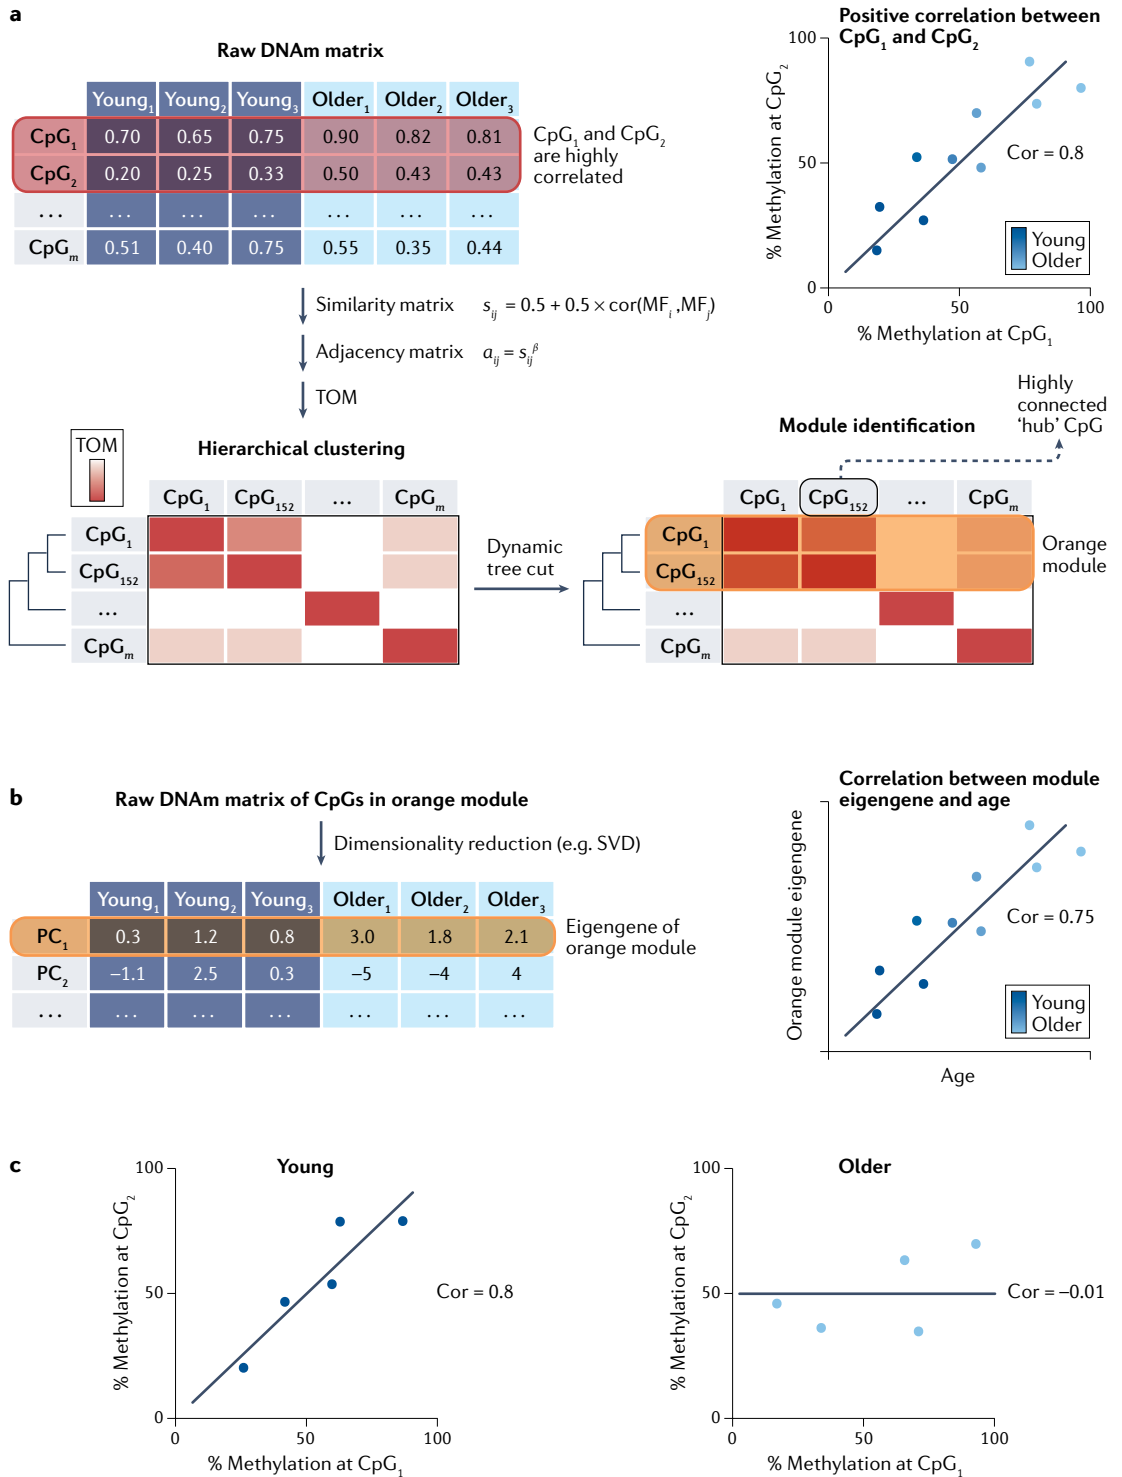 a
Raw DNAm matrix
Young1 Young2 Young3 Older1 Older2 Older3
CpG1 0.70 0.65 0.75 0.90 0.82 0.81
CpG2 0.20 0.25 0.33 0.50 0.43 0.43
... ... ... ... ... ... ...
CpGm 0.51 0.40 0.75 0.55 0.35 0.44
CpG1 and CpG2
are highly
correlated
Positive correlation between
CpG1 and CpG2
100
50
0
% Methylation at CpG2
Cor = 0.8
Young
Older
0 50 100
% Methylation at CpG1
Similarity matrix sij = 0.5 + 0.5 × cor(MFi ,MFj)
Adjacency matrix aij = sijβ
TOM
TOM
Hierarchical clustering
CpG1 CpG152 ... CpGm
CpG1
CpG152
...
CpGm
Dynamic
tree cut
Module identification
Highly
connected
‘hub’ CpG
CpG1 CpG152 ... CpGm
CpG1
CpG152
...
CpGm
Orange
module
b
Raw DNAm matrix of CpGs in orange module
Dimensionality reduction (e.g. SVD)
Young1 Young2 Young3 Older1 Older2 Older3
PC1 0.3 1.2 0.8 3.0 1.8 2.1
PC2 −1.1 2.5 0.3 −5 −4 4
... ... ... ... ... ... ...
Eigengene of
orange module
Correlation between module
eigengene and age
Orange module eigengene
Cor = 0.75
Young
Older
Age
c
Young
100
50
0
% Methylation at CpG2
Cor = 0.8
0 50 100
% Methylation at CpG1
Older
100
50
0
% Methylation at CpG2
Cor = −0.01
0 50 100
% Methylation at CpG1